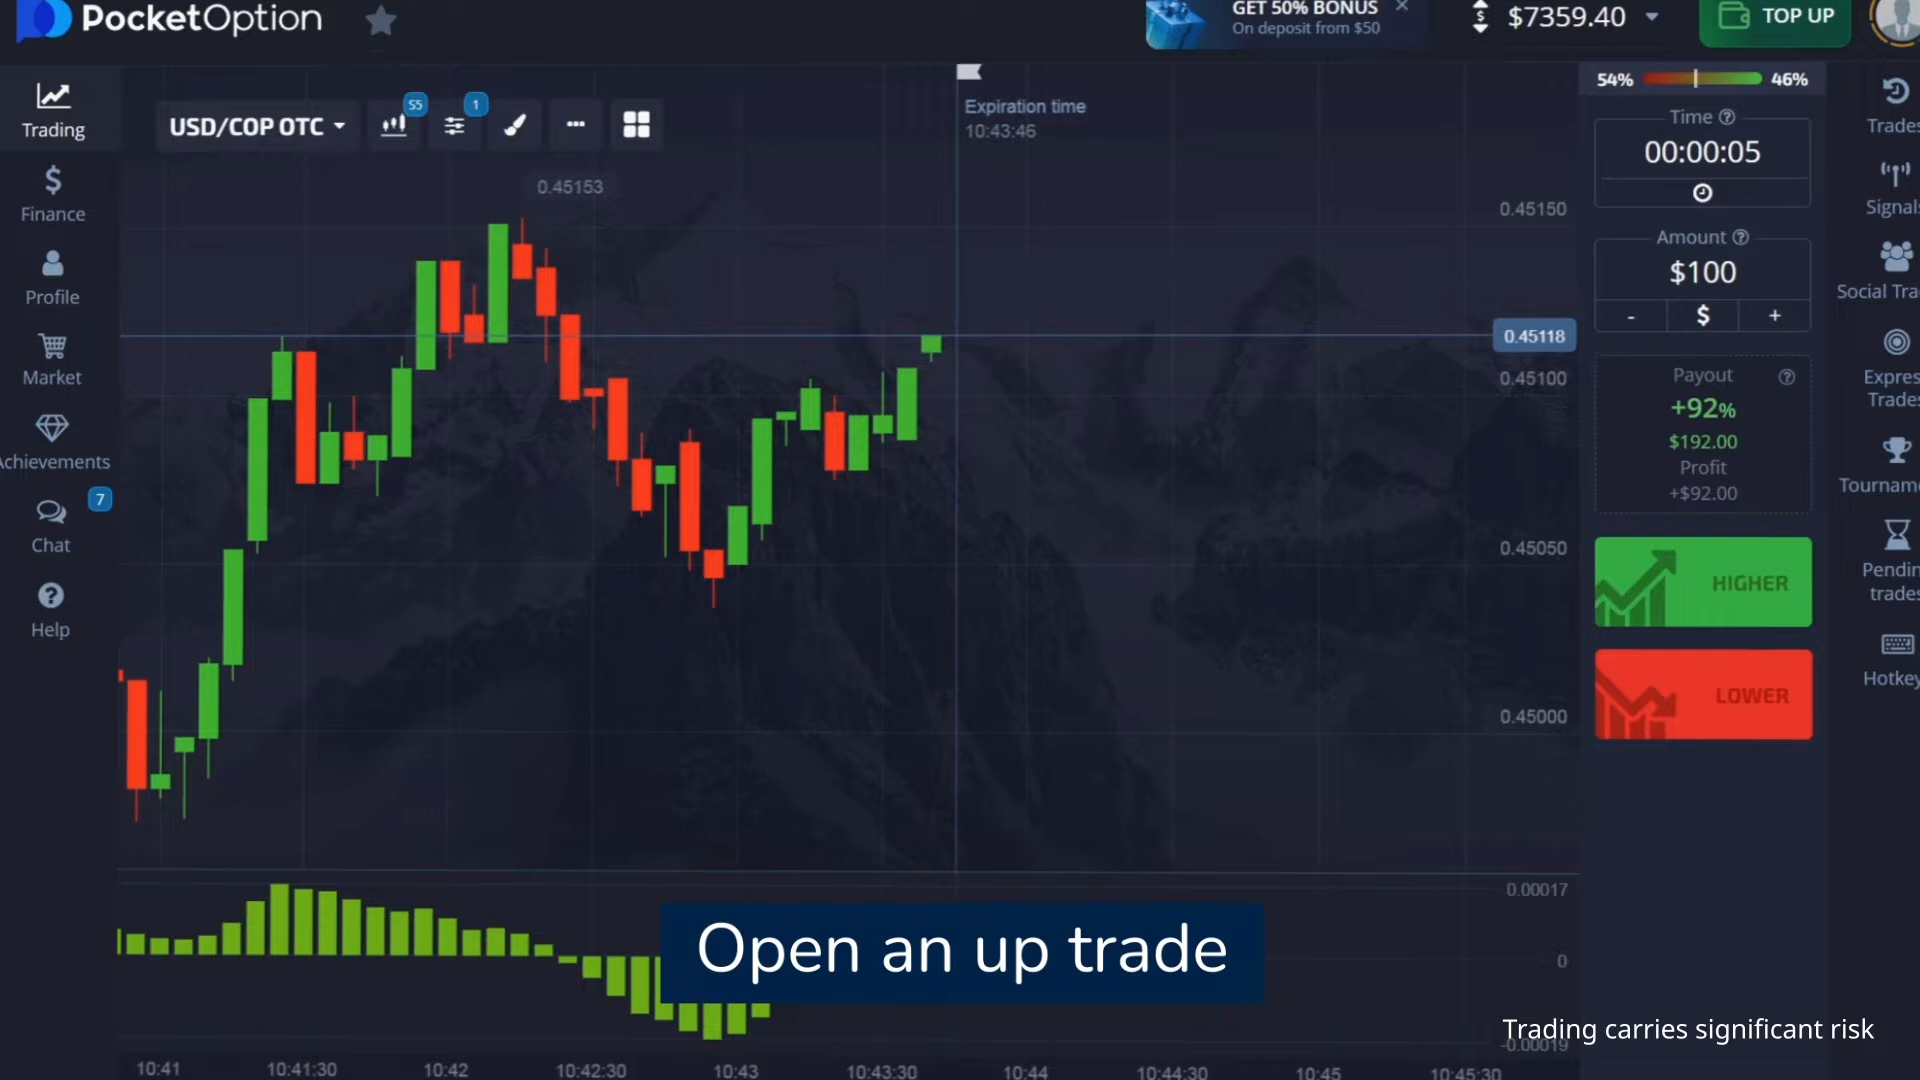 PocketOption
GET 50% BONUS
On deposit from $50
$7359.40
TOP UP
Trading
Finance
Profile
Market
Achievements
7
Chat
Help
USD/COP OTC
S5
1
Expiration time
10:43:46
0.45153
0.45150
0.45118
0.45100
0.45050
0.45000
0.00017
0
-0.00019
10:41
10:41:30
10:42
10:42:30
10:43
10:43:30
10:44
10:44:30
10:45
10:45:30
54%
46%
Time
00:00:05
Amount
$100
- $ +
Payout
+92%
$192.00
Profit
+$92.00
HIGHER
LOWER
Trades
Signals
Social Tra
Expres
Trades
Tourname
Pendin
trades
Hotkey
Open an up trade
Trading carries significant risk